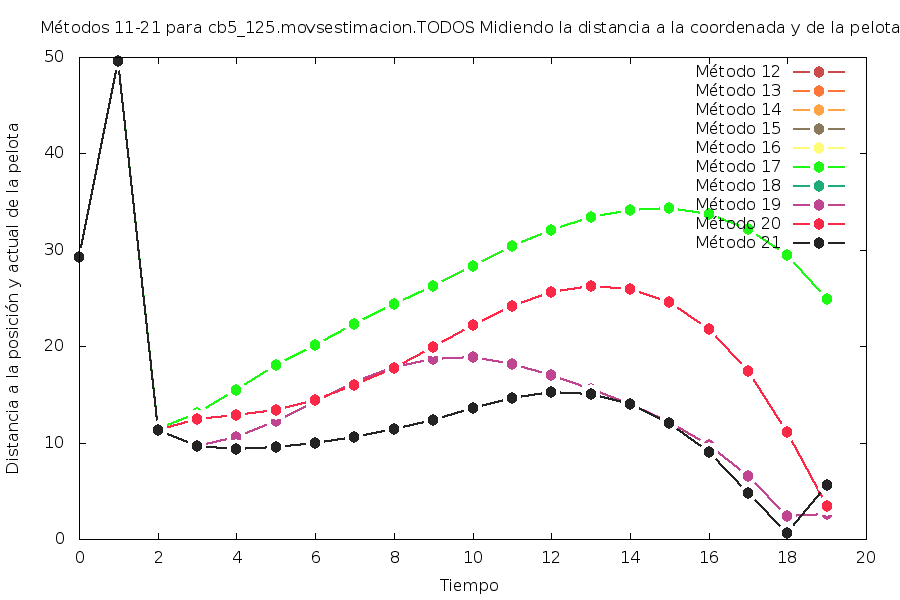 Métodos 11-21 para cb5_125.movsestimacion.TODOS Midiendo la distancia a la coordenada y de la pelota
Distancia a la posición y actual de la pelota
50
40
30
20
10
0
Método 12
Método 13
Método 14
Método 15
Método 16
Método 17
Método 18
Método 19
Método 20
Método 21
0 2 4 6 8 10 12 14 16 18 20
Tiempo